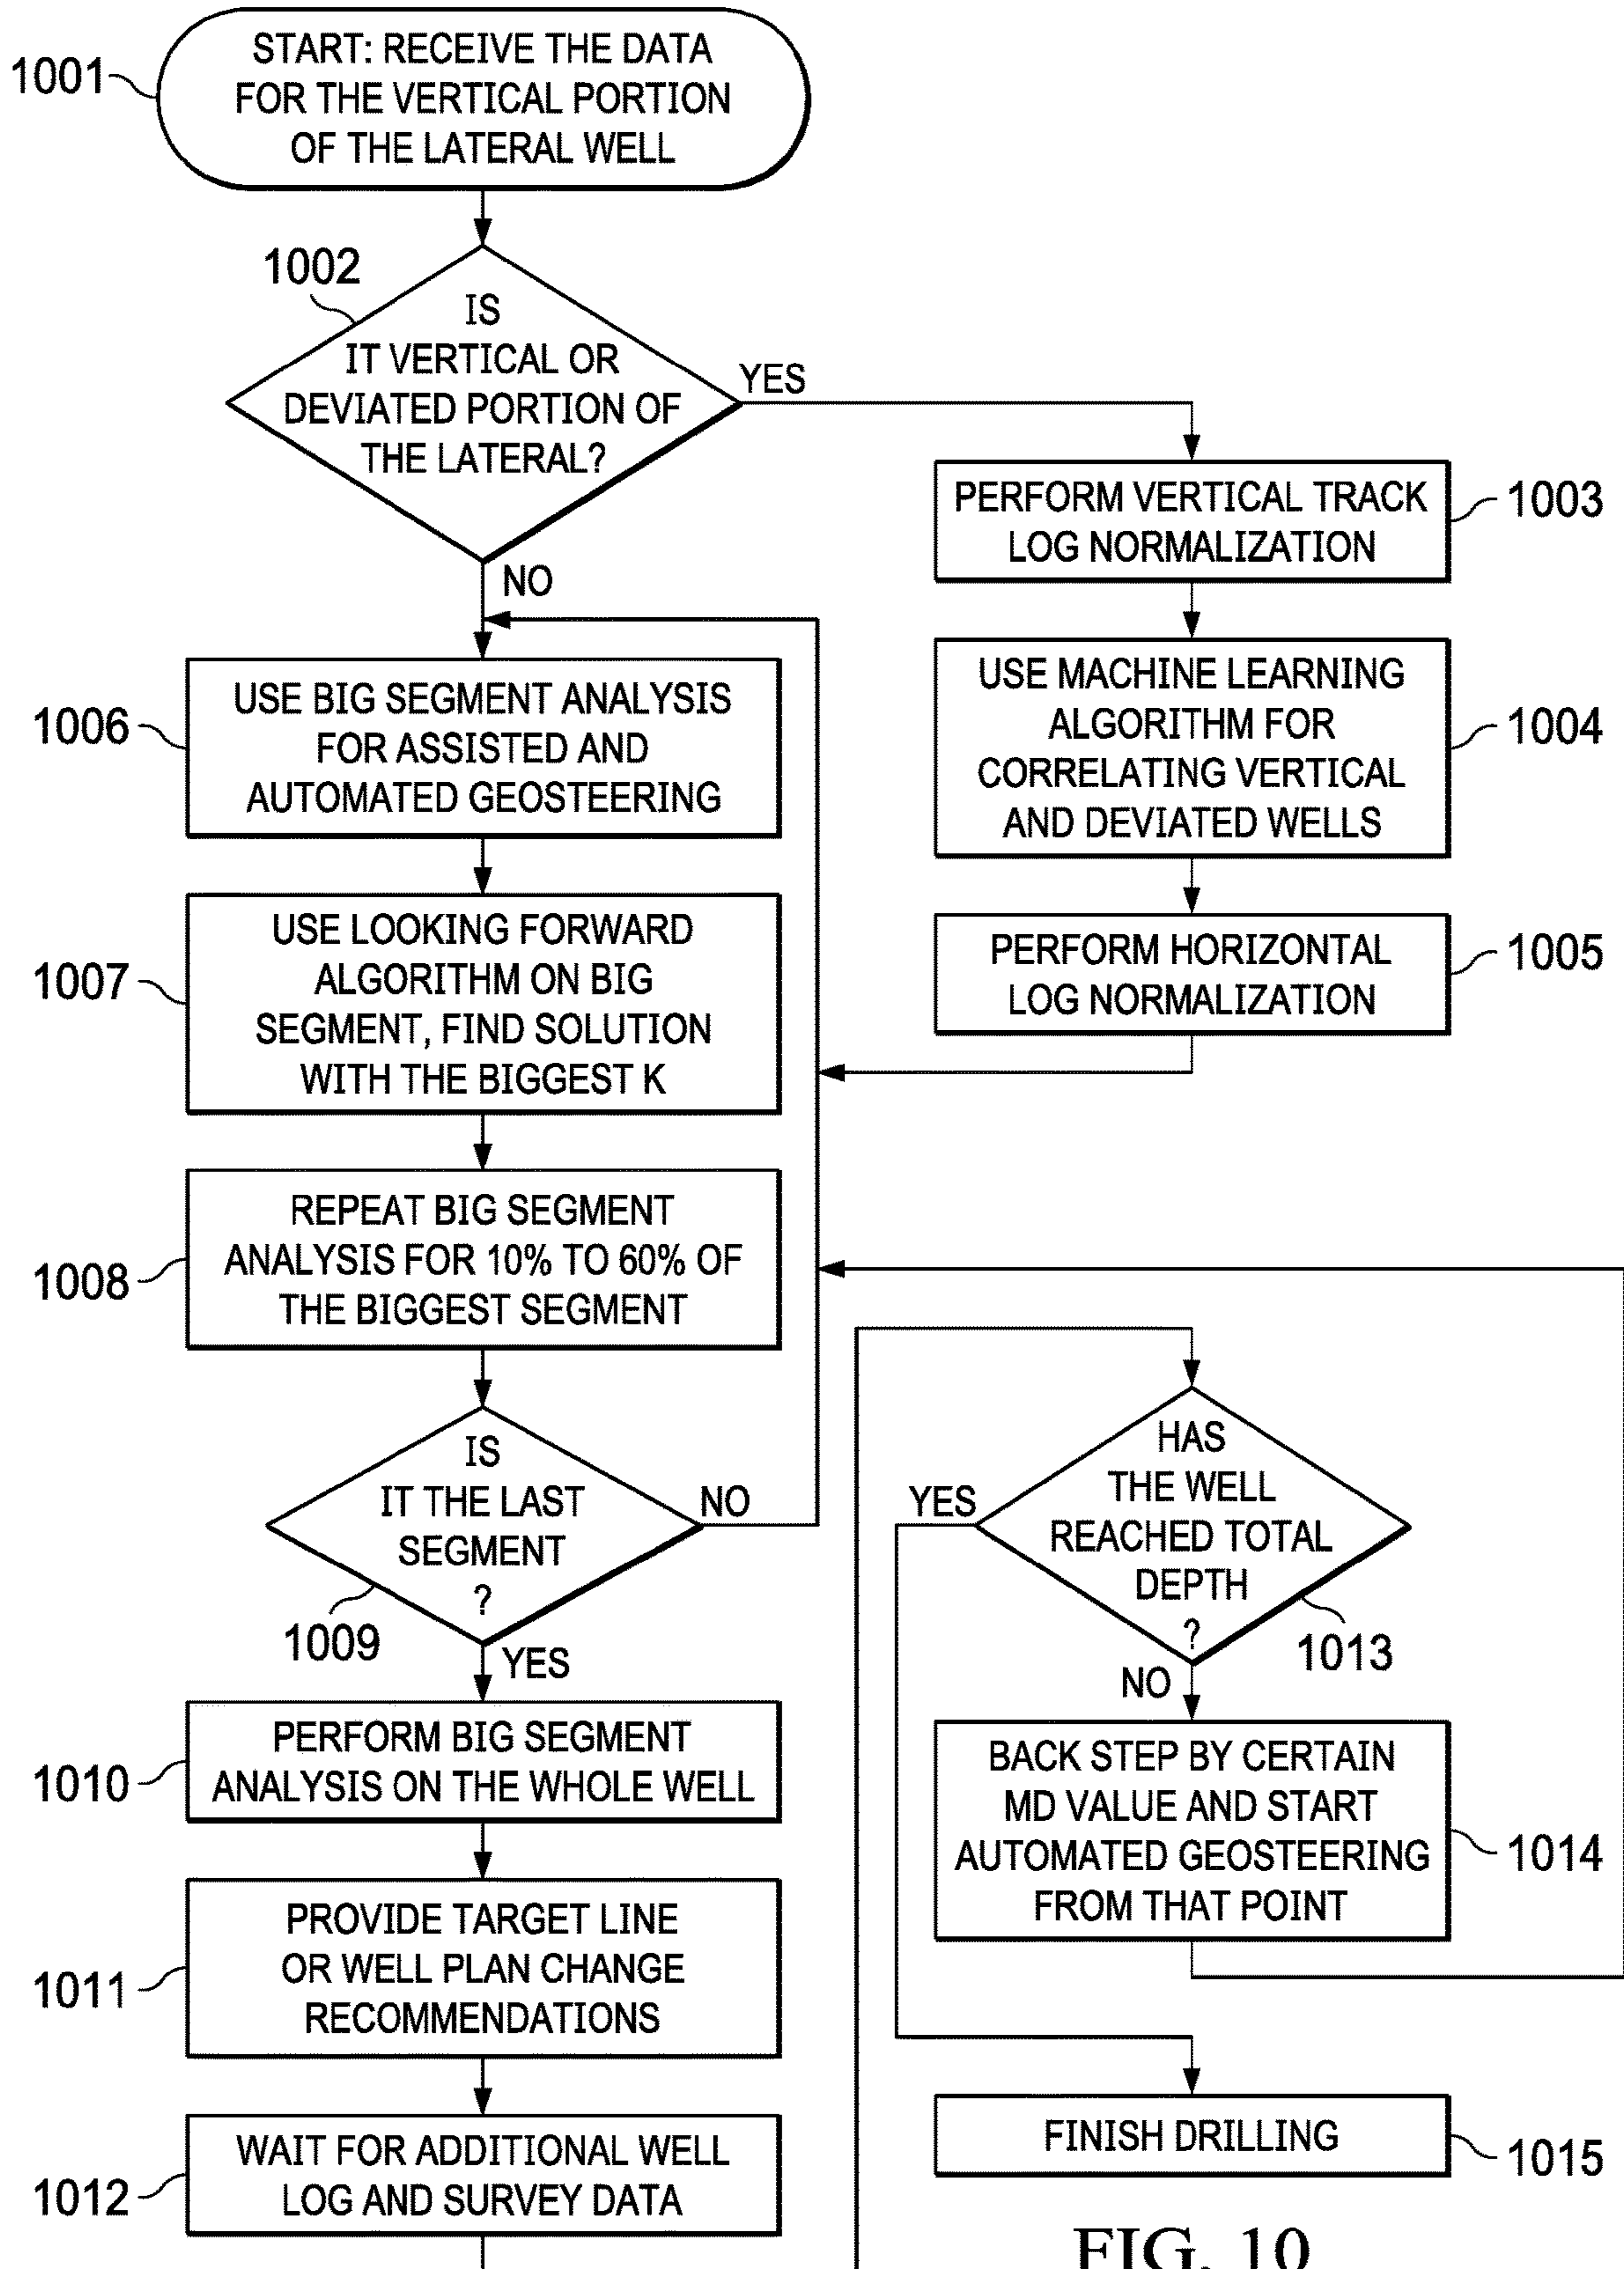 1001
START: RECEIVE THE DATA
FOR THE VERTICAL PORTION
OF THE LATERAL WELL
1002
IS
IT VERTICAL OR
DEVIATED PORTION OF
THE LATERAL?
YES
NO
PERFORM VERTICAL TRACK
LOG NORMALIZATION
1003
USE MACHINE LEARNING
ALGORITHM FOR
CORRELATING VERTICAL
AND DEVIATED WELLS
1004
PERFORM HORIZONTAL
LOG NORMALIZATION
1005
1006
USE BIG SEGMENT ANALYSIS
FOR ASSISTED AND
AUTOMATED GEOSTEERING
1007
USE LOOKING FORWARD
ALGORITHM ON BIG
SEGMENT, FIND SOLUTION
WITH THE BIGGEST K
1008
REPEAT BIG SEGMENT
ANALYSIS FOR 10% TO 60% OF
THE BIGGEST SEGMENT
IS
IT THE LAST
SEGMENT
?
NO
1009
YES
1010
PERFORM BIG SEGMENT
ANALYSIS ON THE WHOLE WELL
1011
PROVIDE TARGET LINE
OR WELL PLAN CHANGE
RECOMMENDATIONS
1012
WAIT FOR ADDITIONAL WELL
LOG AND SURVEY DATA
HAS
THE WELL
REACHED TOTAL
DEPTH
?
YES
1013
NO
BACK STEP BY CERTAIN
MD VALUE AND START
AUTOMATED GEOSTEERING
FROM THAT POINT
1014
FINISH DRILLING
1015
FIG. 10